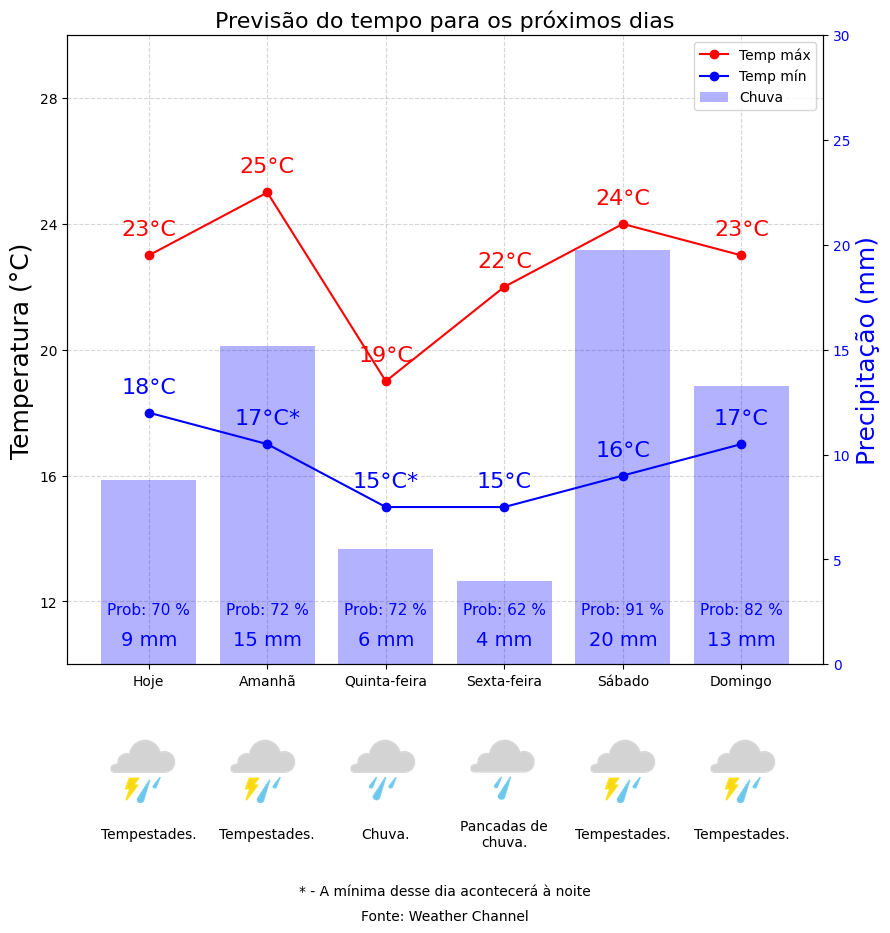 Previsão do tempo para os próximos dias
Temp máx
Temp mín
Chuva
Temperatura (°C)
Precipitação (mm)
28
24
20
16
12
30
25
20
15
10
5
0
23°C
25°C
19°C
22°C
24°C
23°C
18°C
17°C*
15°C*
15°C
16°C
17°C
Prob: 70 %
Prob: 72 %
Prob: 72 %
Prob: 62 %
Prob: 91 %
Prob: 82 %
9 mm
15 mm
6 mm
4 mm
20 mm
13 mm
Hoje
Amanhã
Quinta-feira
Sexta-feira
Sábado
Domingo
Tempestades.
Tempestades.
Chuva.
Pancadas de
chuva.
Tempestades.
Tempestades.
* - A mínima desse dia acontecerá à noite
Fonte: Weather Channel